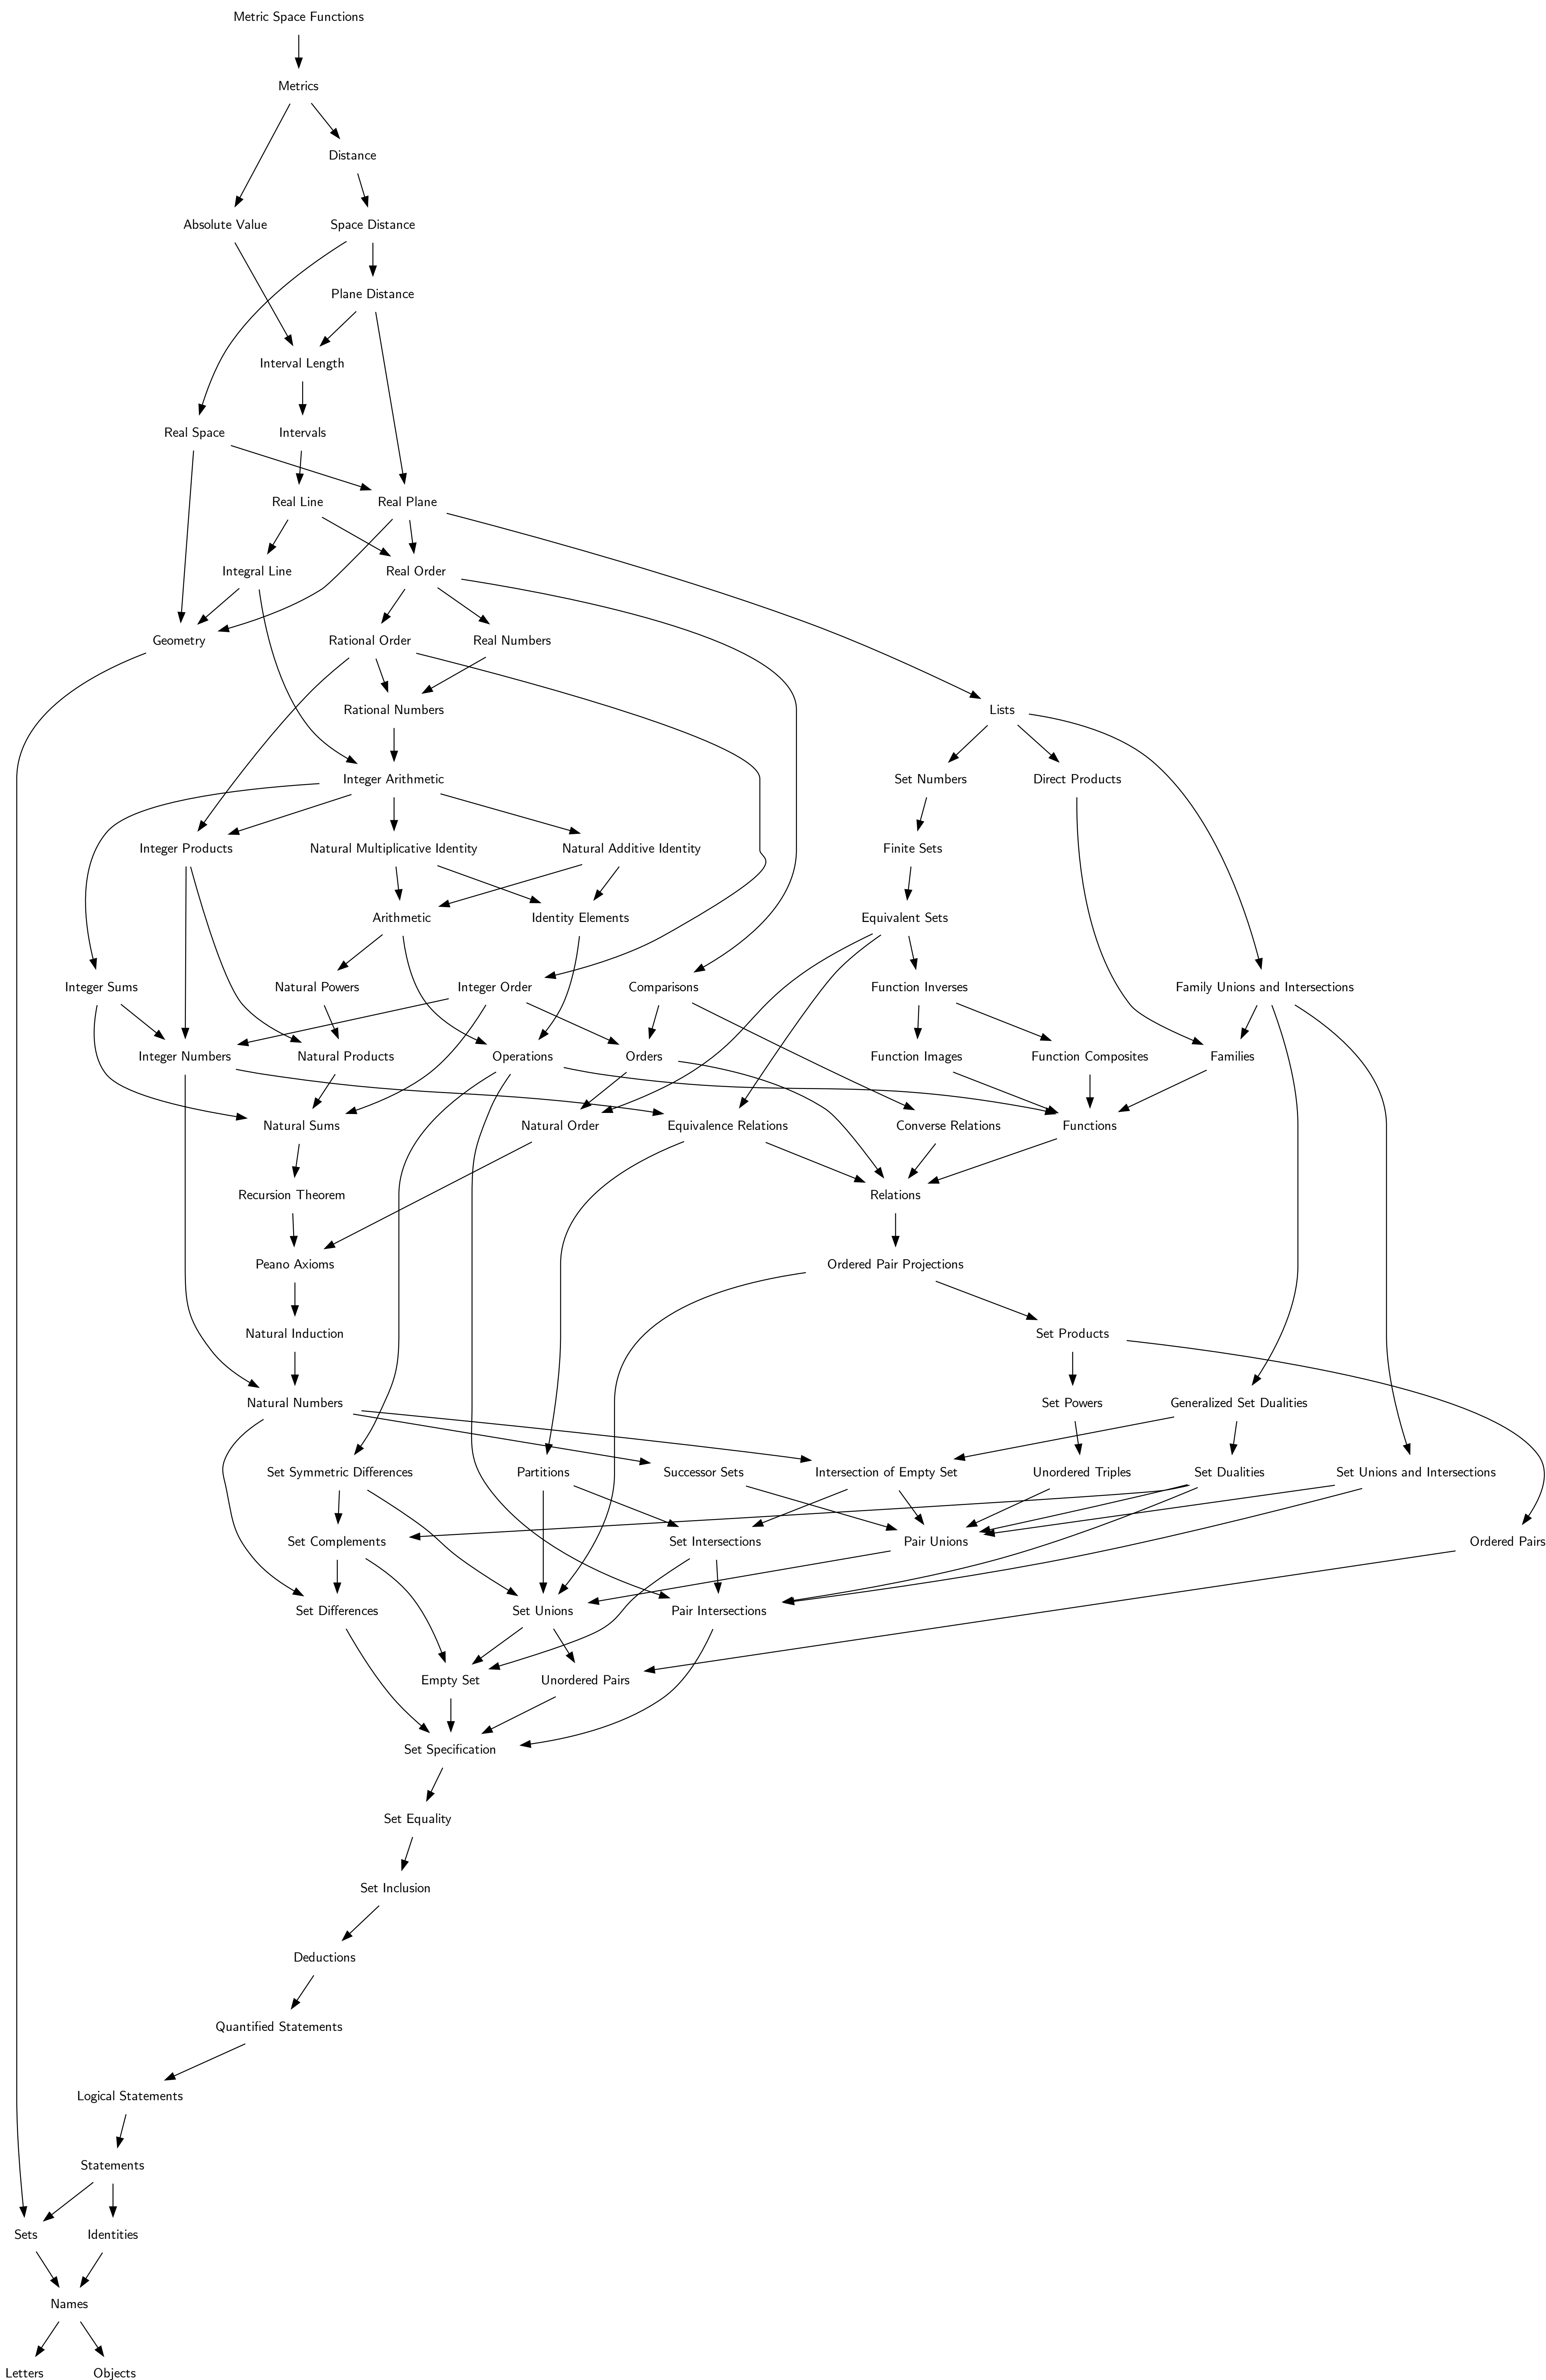 Metric Space Functions
Metrics
Distance
Absolute Value
Space Distance
Plane Distance
Interval Length
Real Space
Intervals
Real Line
Real Plane
Integral Line
Real Order
Geometry
Rational Order
Real Numbers
Rational Numbers
Lists
Integer Arithmetic
Set Numbers
Direct Products
Integer Products
Natural Multiplicative Identity
Natural Additive Identity
Finite Sets
Arithmetic
Identity Elements
Equivalent Sets
Integer Sums
Natural Powers
Integer Order
Comparisons
Function Inverses
Family Unions and Intersections
Integer Numbers
Natural Products
Operations
Orders
Function Images
Function Composites
Families
Natural Sums
Natural Order
Equivalence Relations
Converse Relations
Functions
Recursion Theorem
Relations
Peano Axioms
Ordered Pair Projections
Natural Induction
Set Products
Natural Numbers
Set Powers
Generalized Set Dualities
Set Symmetric Differences
Partitions
Successor Sets
Intersection of Empty Set
Unordered Triples
Set Dualities
Set Unions and Intersections
Set Complements
Set Intersections
Pair Unions
Ordered Pairs
Set Differences
Set Unions
Pair Intersections
Empty Set
Unordered Pairs
Set Specification
Set Equality
Set Inclusion
Deductions
Quantified Statements
Logical Statements
Statements
Sets
Identities
Names
Letters
Objects